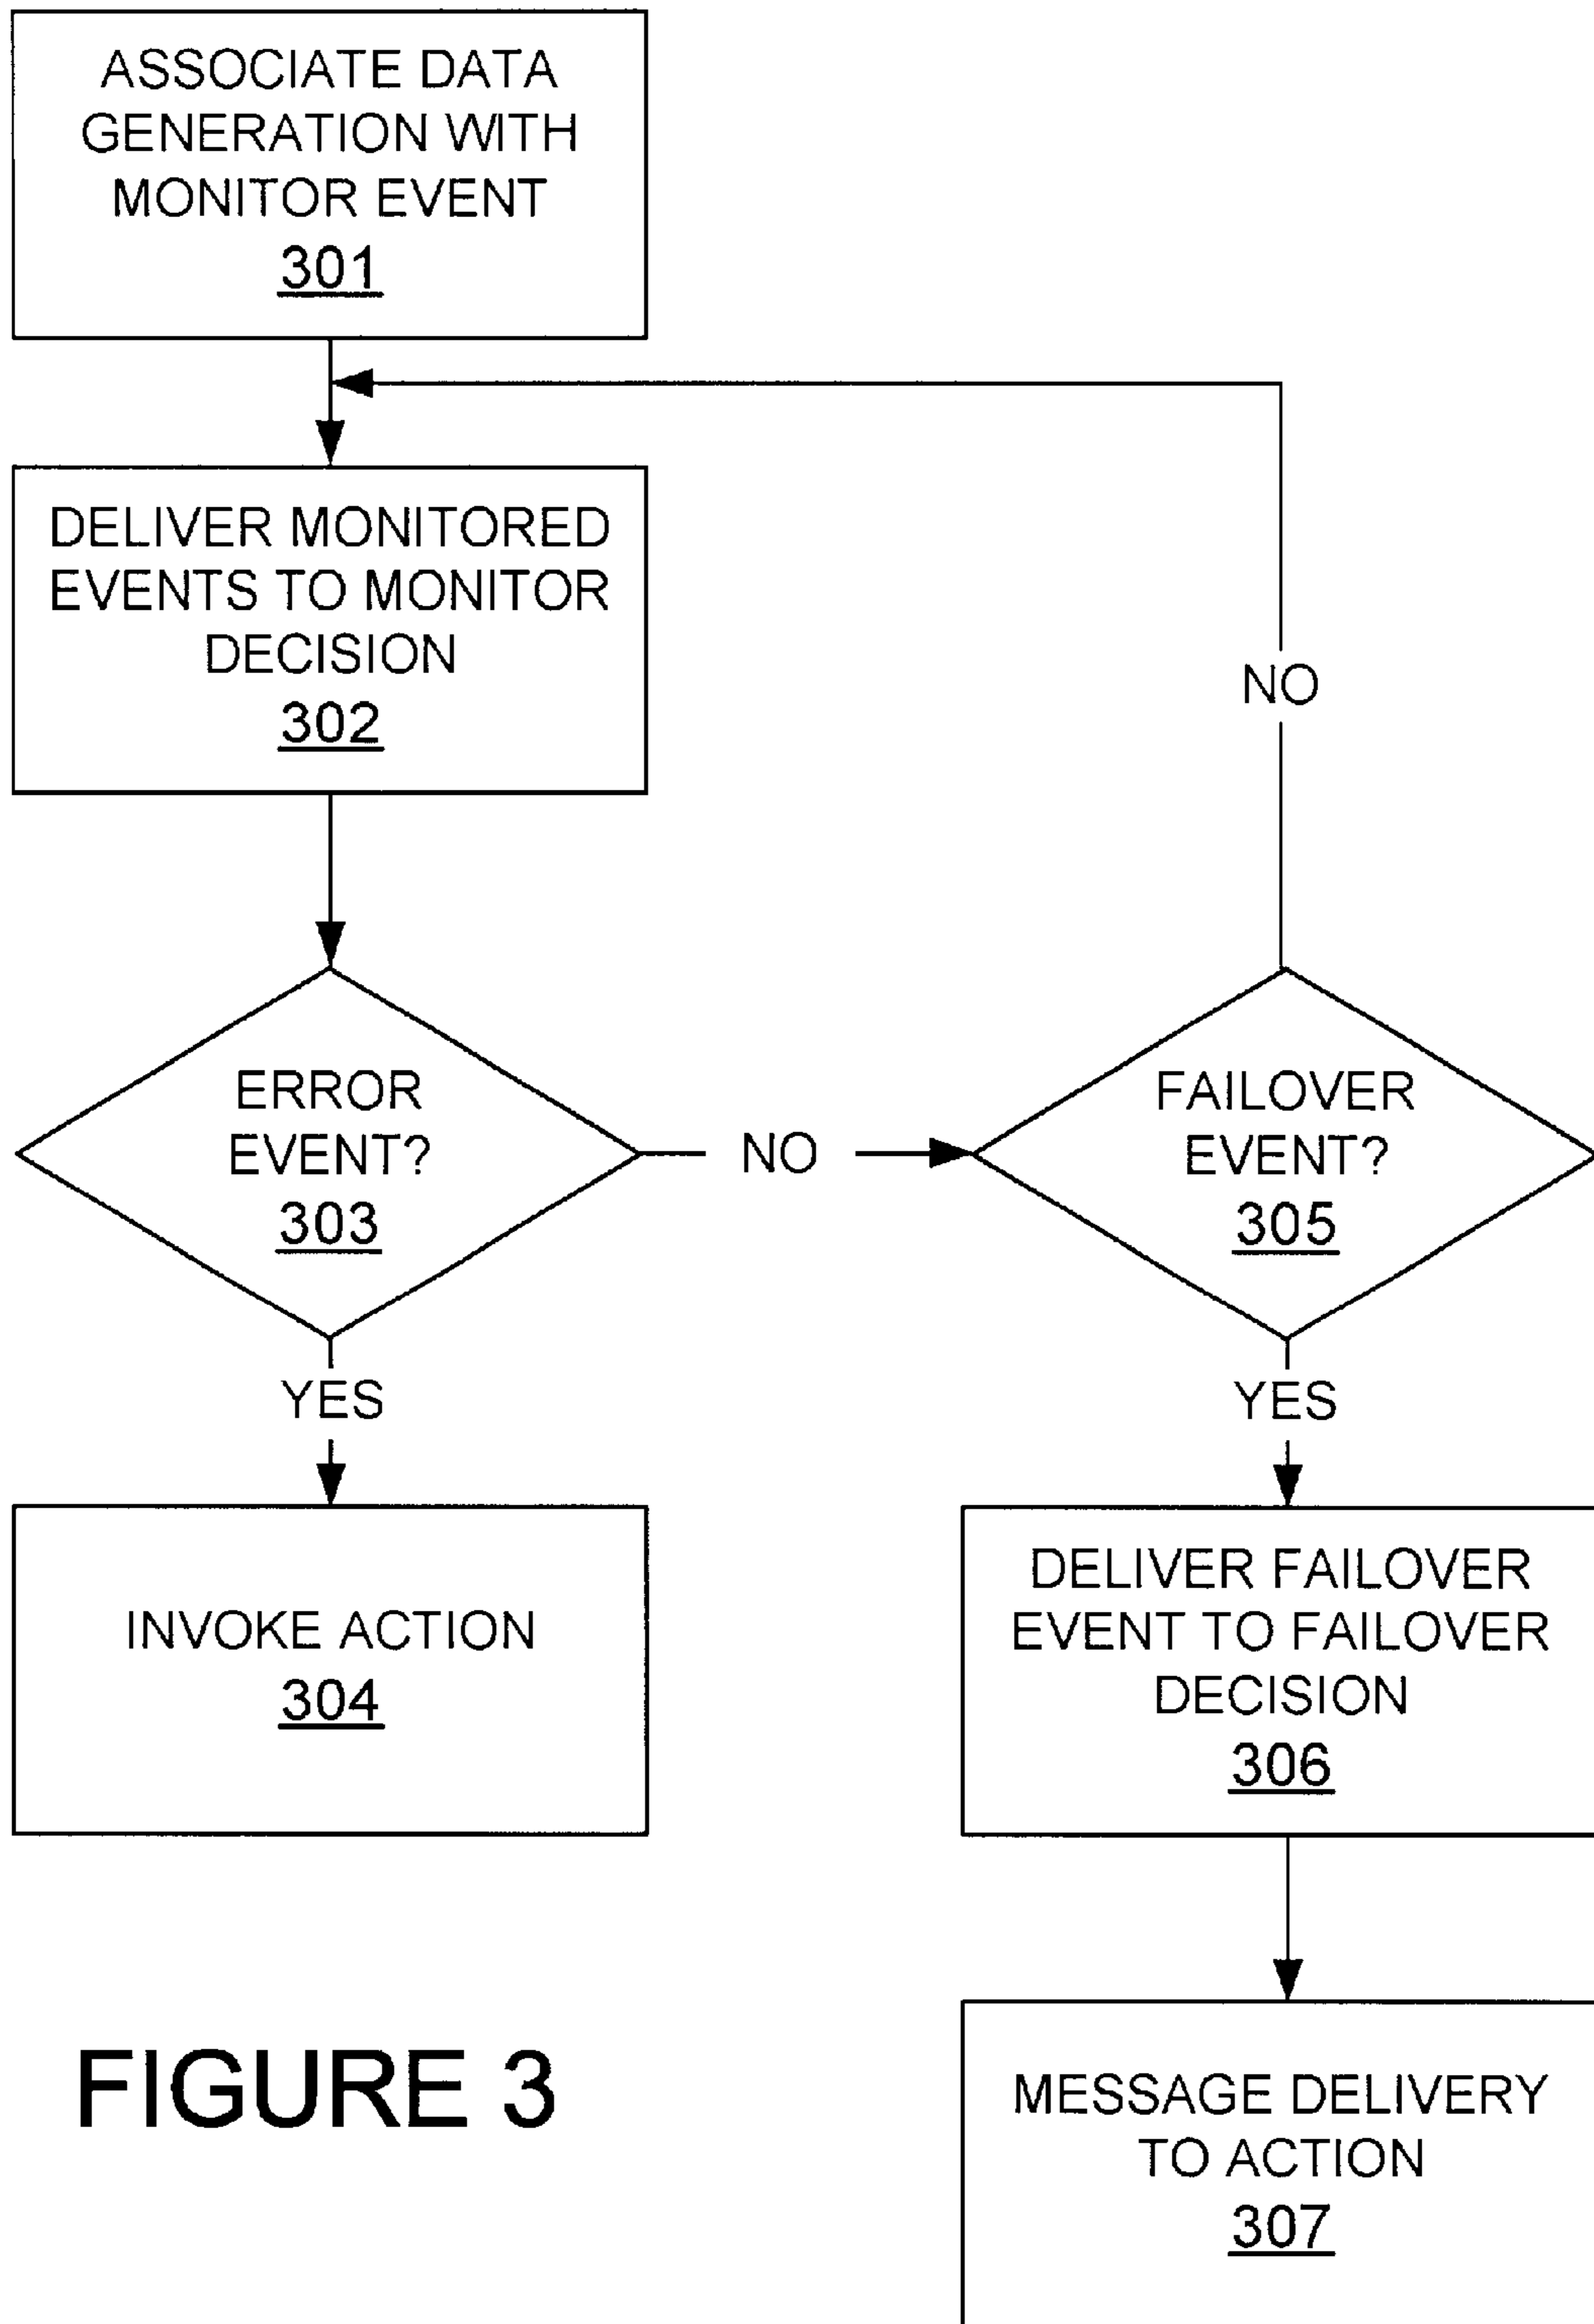 ASSOCIATE DATA
GENERATION WITH
MONITOR EVENT
301
DELIVER MONITORED
EVENTS TO MONITOR
DECISION
302
NO
ERROR
EVENT?
303
NO
FAILOVER
EVENT?
305
YES
YES
INVOKE ACTION
304
DELIVER FAILOVER
EVENT TO FAILOVER
DECISION
306
MESSAGE DELIVERY
TO ACTION
307
FIGURE 3